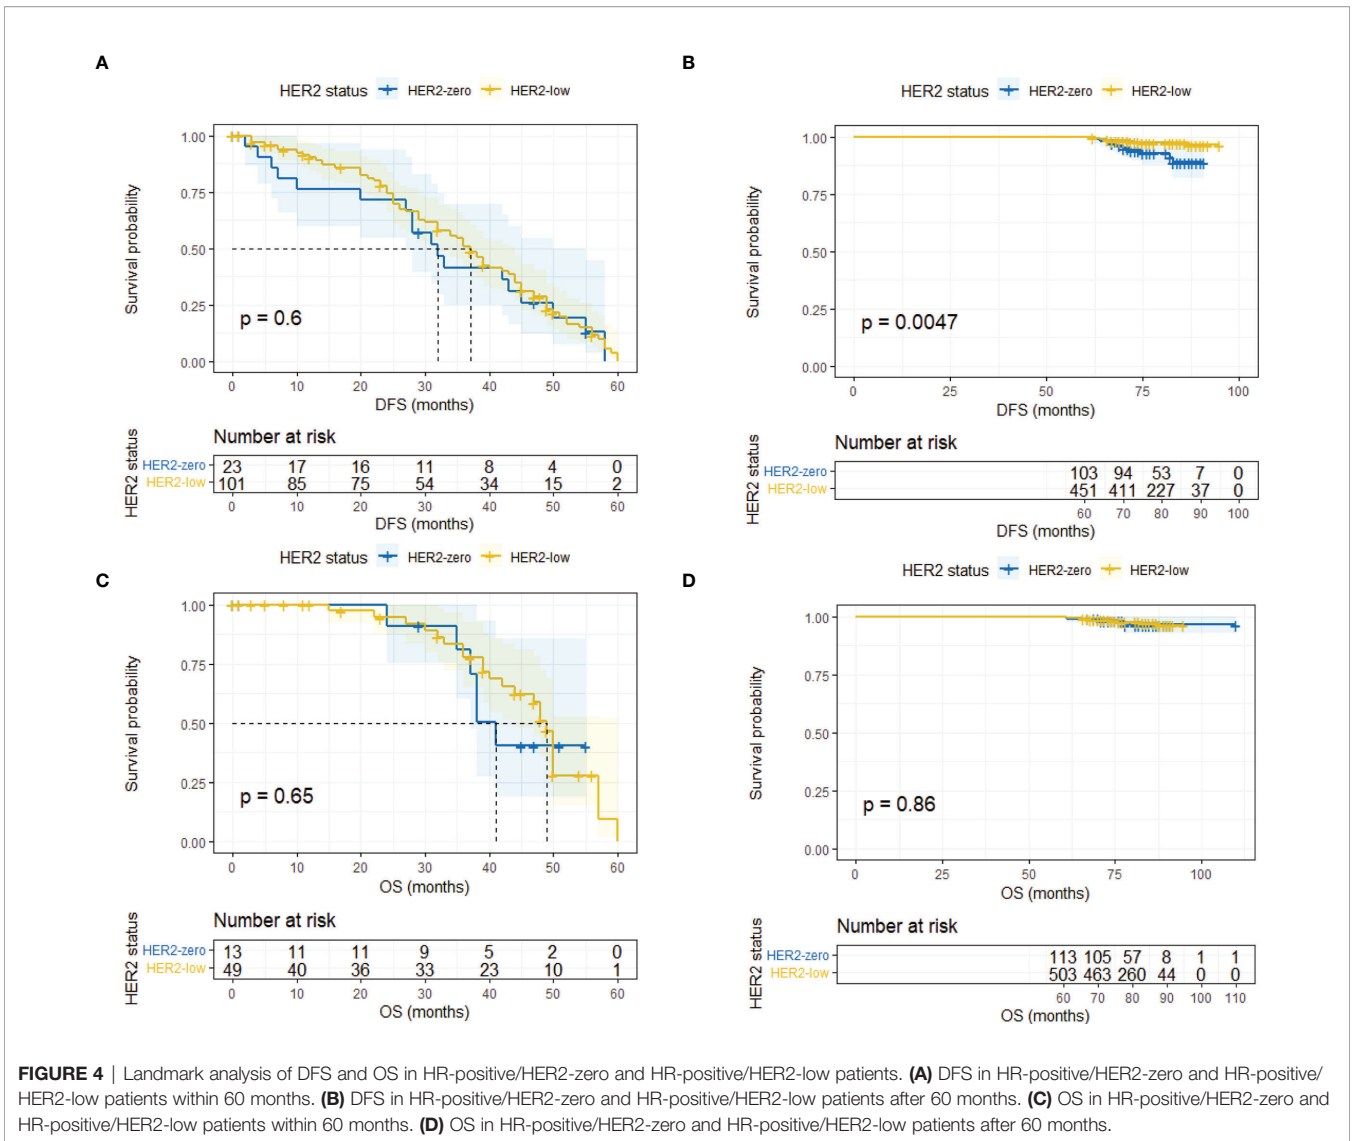 A
HER2 status HER2-zero HER2-low
Survival probability
1.00
0.75
0.50
0.25
0.00
p = 0.6
0 10 20 30 40 50 60
DFS (months)
Number at risk
HER2 status
HER2-zero 23 17 16 11 8 4 0
HER2-low 101 85 75 54 34 15 2
0 10 20 30 40 50 60
DFS (months)
B
HER2 status HER2-zero HER2-low
Survival probability
1.00
0.75
0.50
0.25
0.00
p = 0.0047
0 25 50 75 100
DFS (months)
Number at risk
HER2 status
HER2-zero 103 94 53 7 0
HER2-low 451 411 227 37 0
60 70 80 90 100
DFS (months)
C
HER2 status HER2-zero HER2-low
Survival probability
1.00
0.75
0.50
0.25
0.00
p = 0.65
0 10 20 30 40 50 60
OS (months)
Number at risk
HER2 status
HER2-zero 13 11 11 9 5 2 0
HER2-low 49 40 36 33 23 10 1
0 10 20 30 40 50 60
OS (months)
D
HER2 status HER2-zero HER2-low
Survival probability
1.00
0.75
0.50
0.25
0.00
p = 0.86
0 25 50 75 100
OS (months)
Number at risk
HER2 status
HER2-zero 113 105 57 8 1 1
HER2-low 503 463 260 44 0 0
60 70 80 90 100 110
OS (months)
FIGURE 4 | Landmark analysis of DFS and OS in HR-positive/HER2-zero and HR-positive/HER2-low patients. (A) DFS in HR-positive/HER2-zero and HR-positive/
HER2-low patients within 60 months. (B) DFS in HR-positive/HER2-zero and HR-positive/HER2-low patients after 60 months. (C) OS in HR-positive/HER2-zero and
HR-positive/HER2-low patients within 60 months. (D) OS in HR-positive/HER2-zero and HR-positive/HER2-low patients after 60 months.